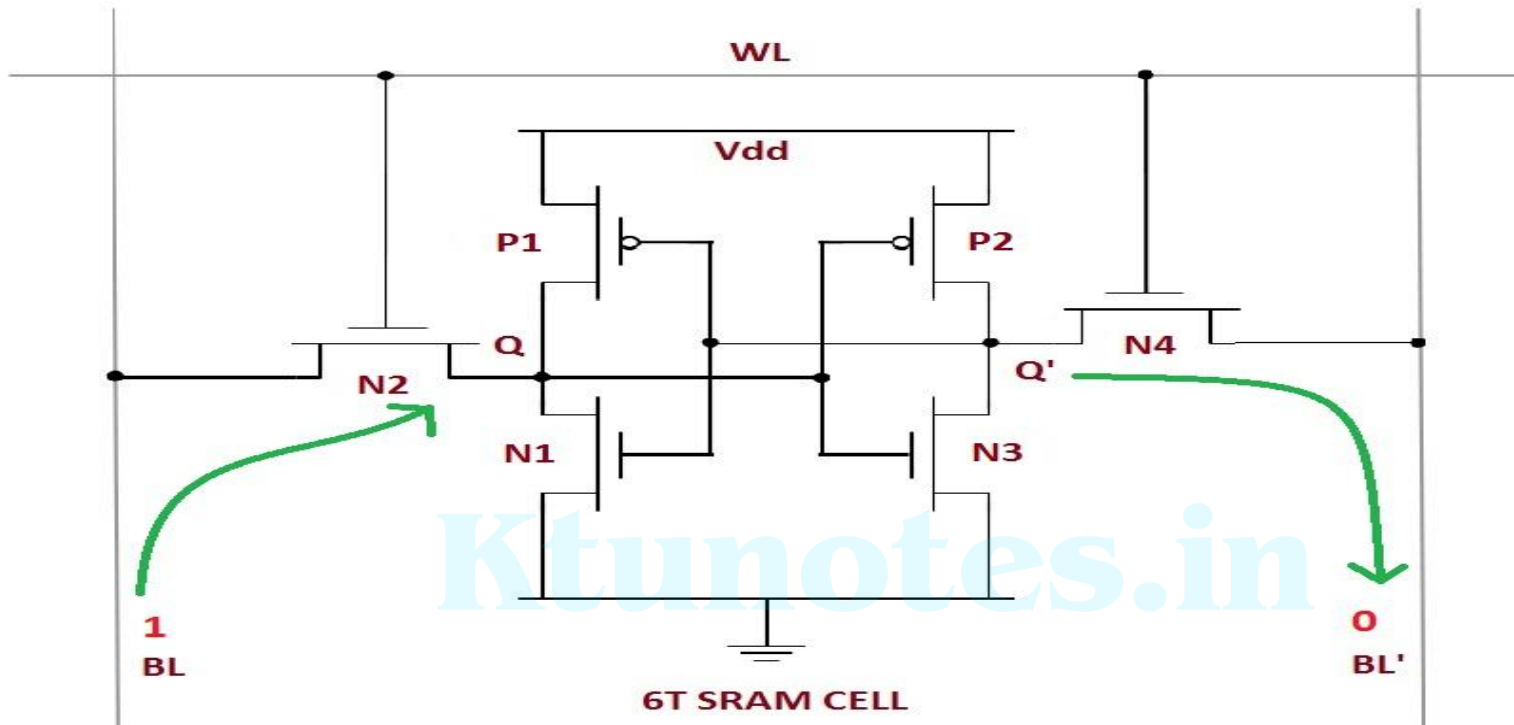 WL
Vdd
P1
P2
Q
N4
N2
Q'
N1
N3
Ktunotes.in
1
0
BL
BL'
6T SRAM CELL